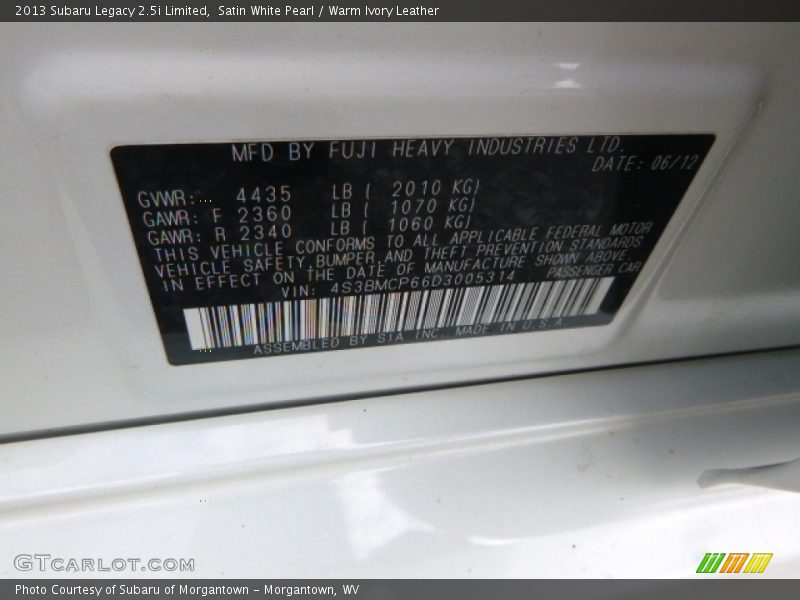 2013 Subaru Legacy 2.5i Limited,  Satin White Pearl / Warm Ivory Leather
MFD BY FUJI HEAVY INDUSTRIES LTD.
DATE: 06/12
GVWR: 4435 LB ( 2010 KG)
GAWR: F 2360 LB ( 1070 KG)
GAWR: R 2340 LB ( 1060 KG)
THIS VEHICLE CONFORMS TO ALL APPLICABLE FEDERAL MOTOR
VEHICLE SAFETY,BUMPER,AND THEFT PREVENTION STANDARDS
IN EFFECT ON THE DATE OF MANUFACTURE SHOWN ABOVE.
VIN: 4S3BMCP66D3005314 PASSENGER CAR
ASSEMBLED BY SIA INC. MADE IN U.S.A
GTCARLOT.COM
Photo Courtesy of Subaru of Morgantown - Morgantown, WV